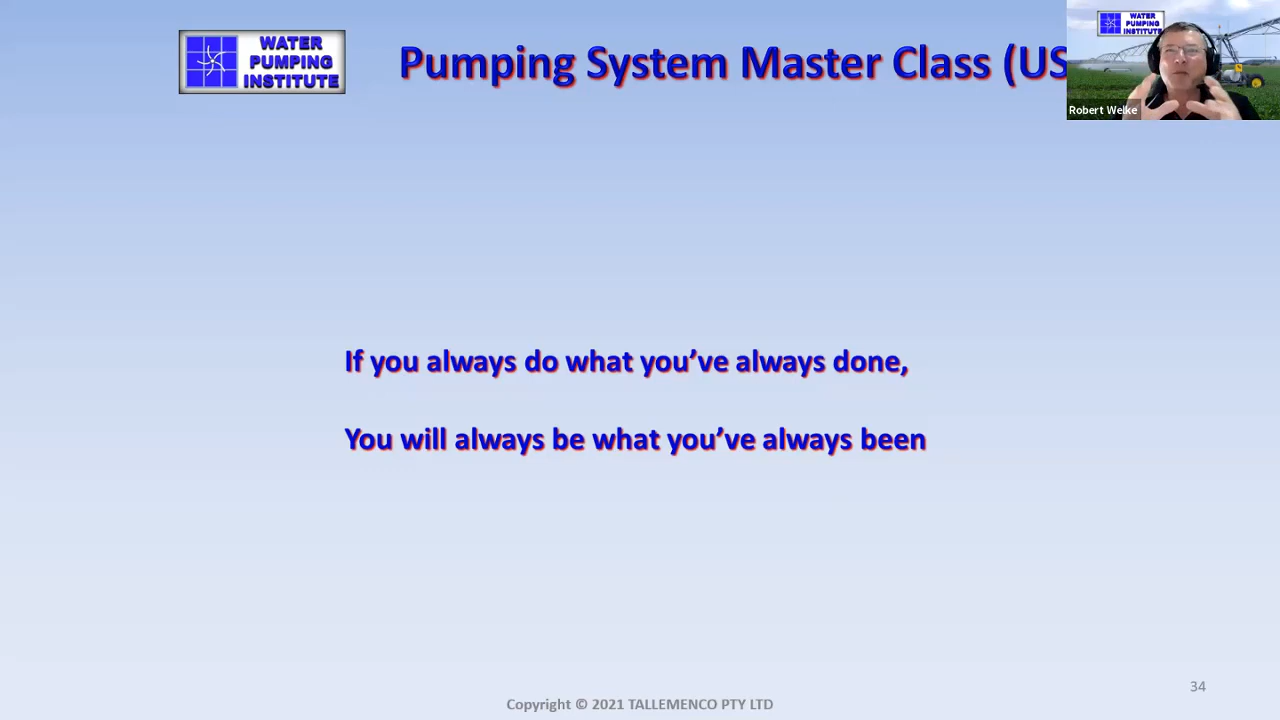 WATER
PUMPING
INSTITUTE
Pumping System Master Class (US
WATER
PUMPING
INSTITUTE
Robert Welke
If you always do what you’ve always done,
You will always be what you’ve always been
34
Copyright © 2021 TALLEMENCO PTY LTD